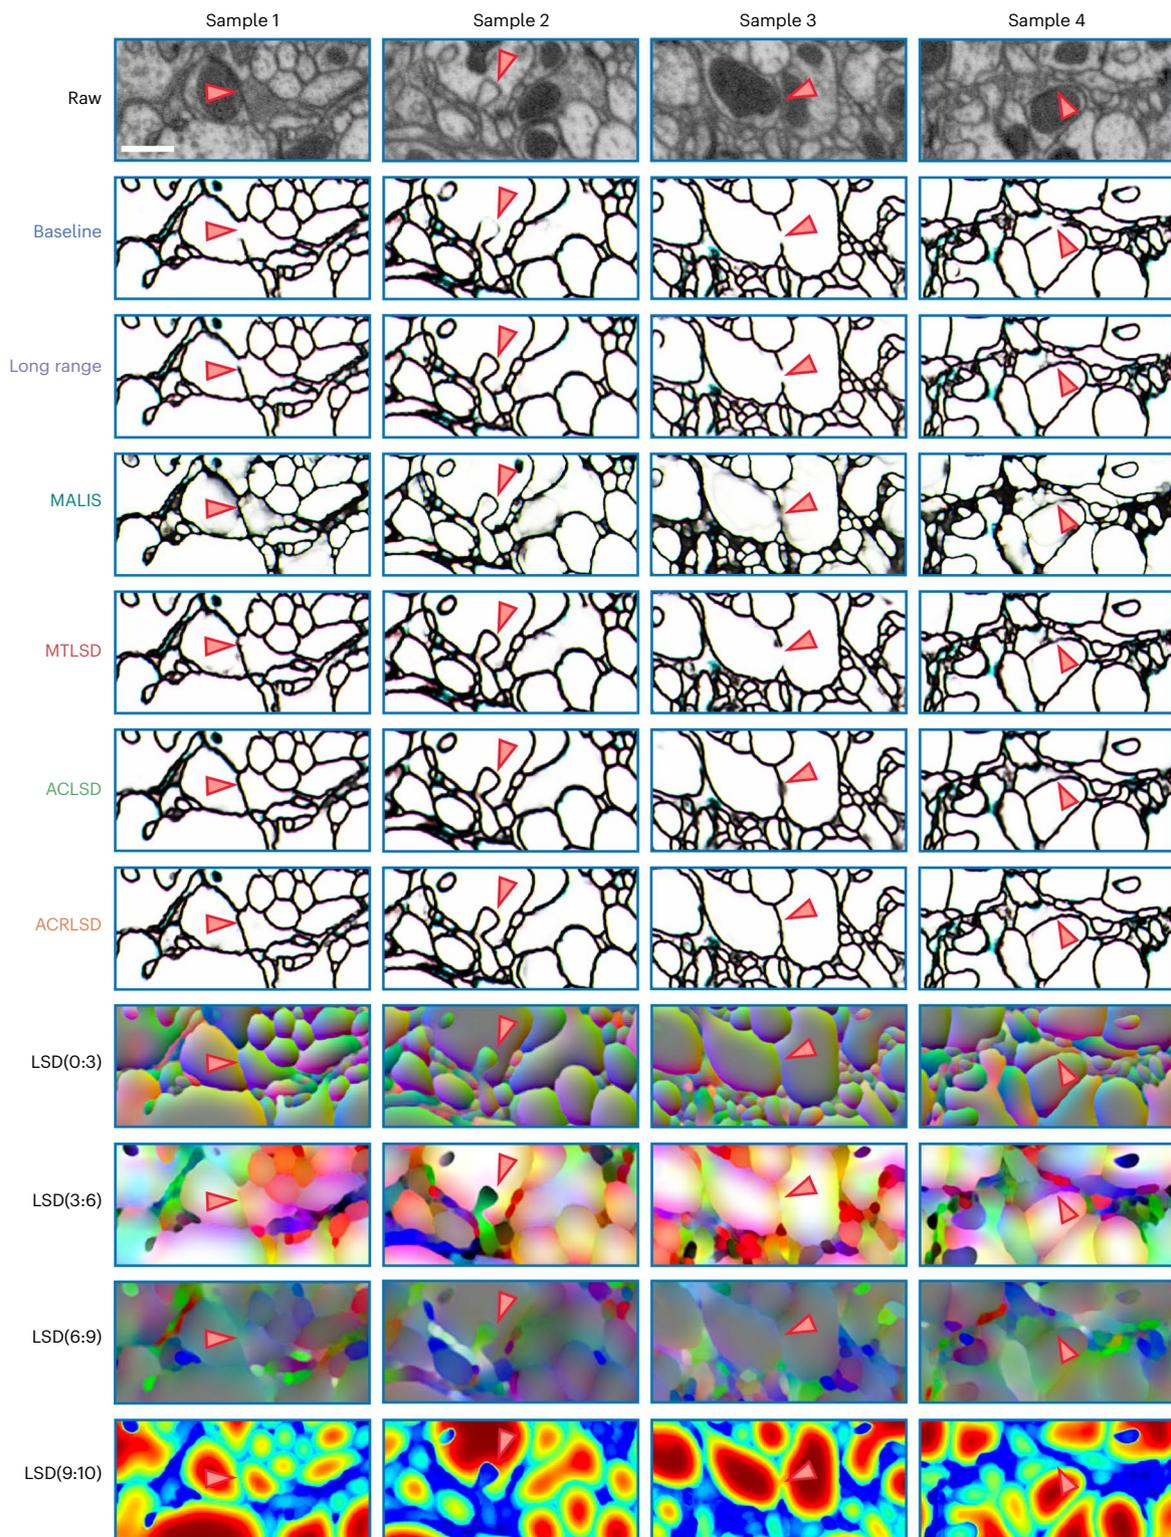 Sample 1 Sample 2 Sample 3 Sample 4
Raw
Baseline
Long range
MALIS
MTLSD
ACLSD
ACRLSD
LSD(0:3)
LSD(3:6)
LSD(6:9)
LSD(9:10)